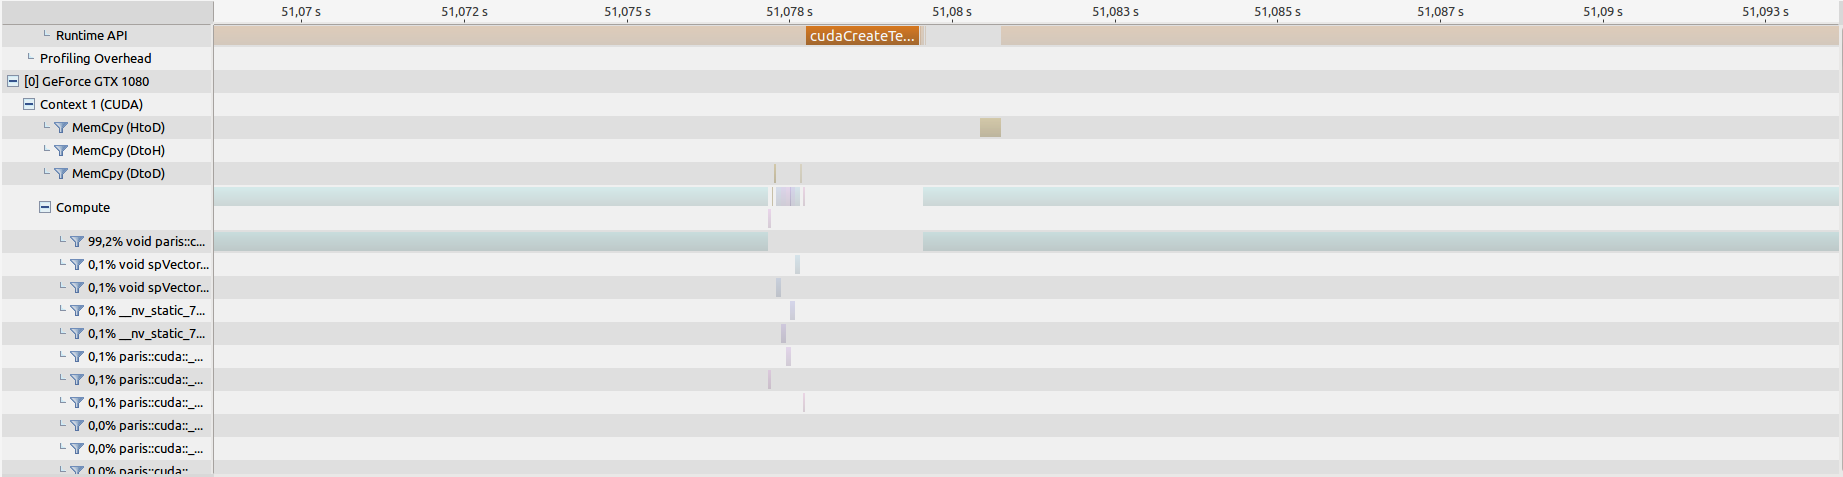 51,07 s 51,072 s 51,075 s 51,078 s 51,08 s 51,083 s 51,085 s 51,087 s 51,09 s 51,093 s
Runtime API cudaCreateTe...
Profiling Overhead
[0] GeForce GTX 1080
Context 1 (CUDA)
MemCpy (HtoD)
MemCpy (DtoH)
MemCpy (DtoD)
Compute
99,2% void paris::c...
0,1% void spVector...
0,1% void spVector...
0,1% __nv_static_7...
0,1% __nv_static_7...
0,1% paris::cuda::_...
0,1% paris::cuda::_...
0,1% paris::cuda::_...
0,0% paris::cuda::_...
0,0% paris::cuda::_...
0,0% paris::cuda::